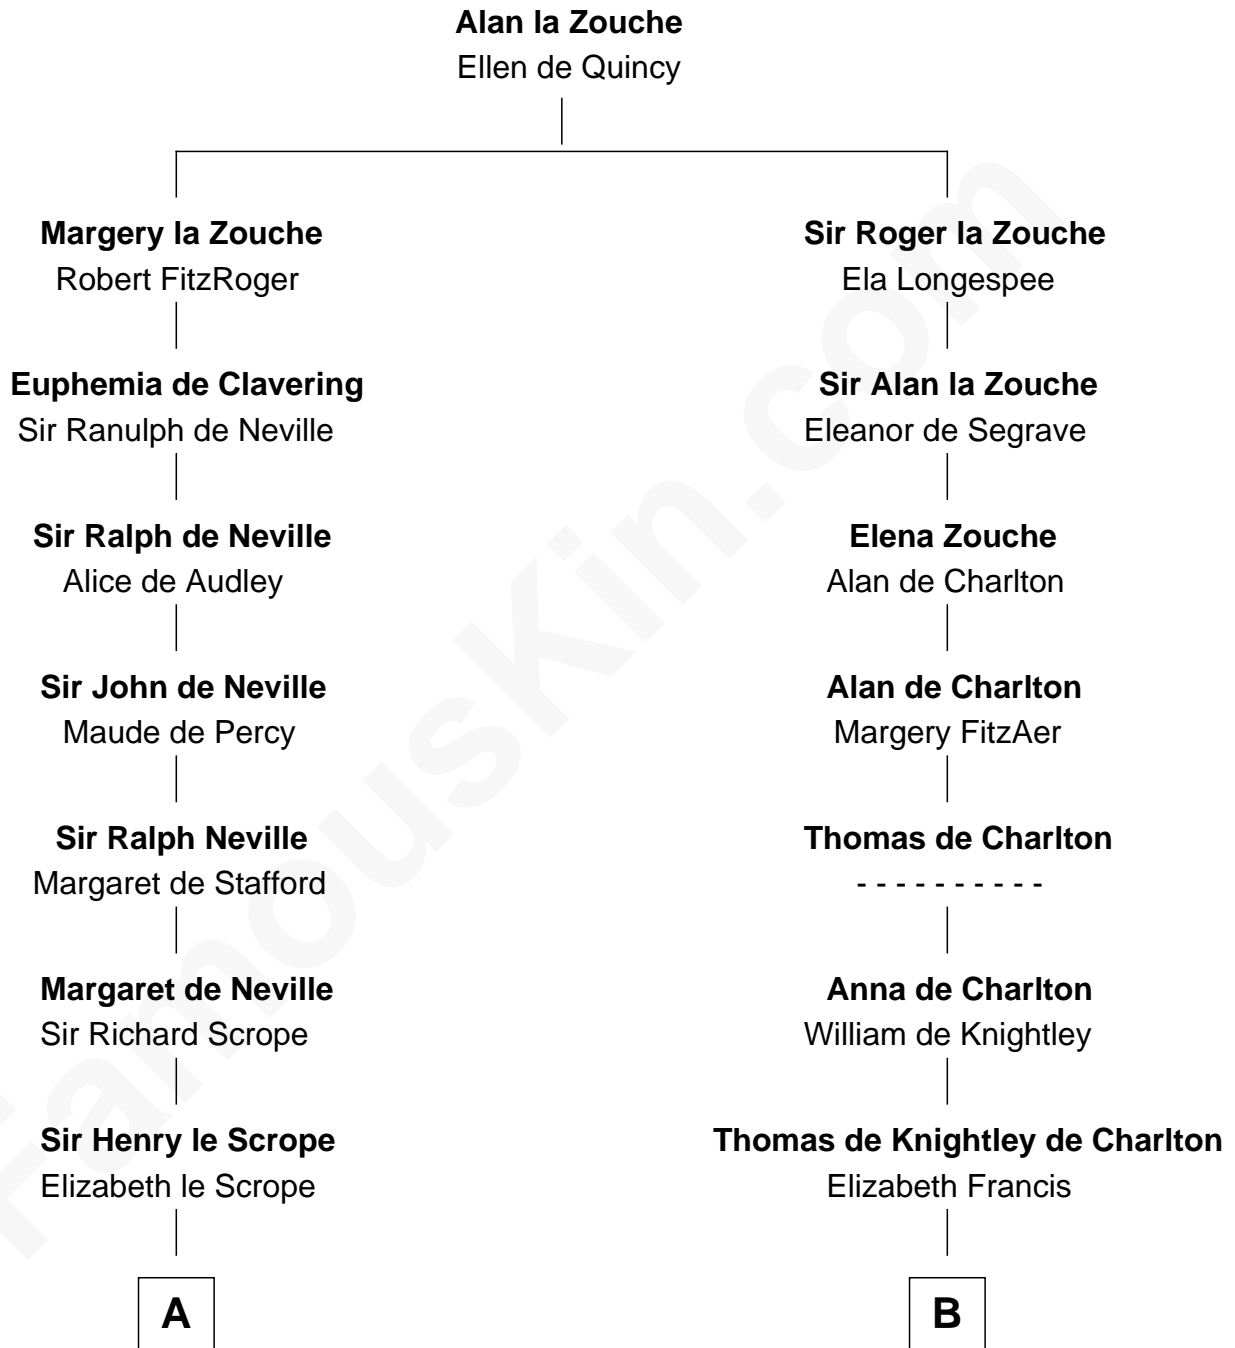 Alan la Zouche
Ellen de Quincy
Margery la Zouche
Robert FitzRoger
Sir Roger la Zouche
Ela Longespee
Euphemia de Clavering
Sir Ranulph de Neville
Sir Alan la Zouche
Eleanor de Segrave
Sir Ralph de Neville
Alice de Audley
Elena Zouche
Alan de Charlton
Sir John de Neville
Maude de Percy
Alan de Charlton
Margery FitzAer
Sir Ralph Neville
Margaret de Stafford
Thomas de Charlton
- - - - - - - - - -
Margaret de Neville
Sir Richard Scrope
Anna de Charlton
William de Knightley
Sir Henry le Scrope
Elizabeth le Scrope
Thomas de Knightley de Charlton
Elizabeth Francis
A
B
FamousKin.com